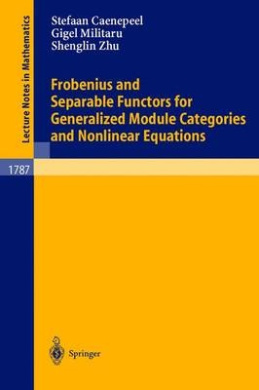 Stefaan Caenepeel
Gigel Militaru
Shenglin Zhu
Frobenius and
Separable Functors for
Generalized Module Categories
and Nonlinear Equations
Lecture Notes in Mathematics
1787
Springer